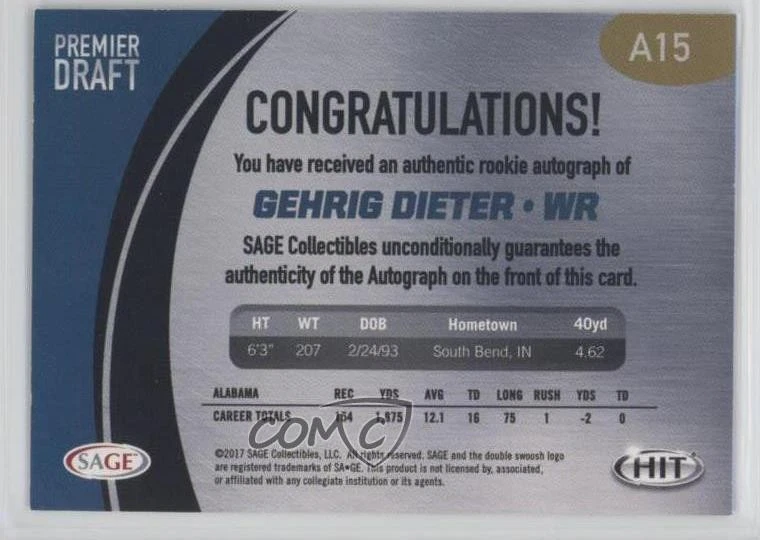 PREMIER
DRAFT
A15
CONGRATULATIONS!
You have received an authentic rookie autograph of
GEHRIG DIETER • WR
SAGE Collectibles unconditionally guarantees the
authenticity of the Autograph on the front of this card.
HT WT DOB Hometown 40yd
6'3" 207 2/24/93 South Bend, IN 4.62
ALABAMA REC YDS AVG TD LONG RUSH YDS TD
CAREER TOTALS 154 1,875 12.1 16 75 1 -2 0
COMC
©2017 SAGE Collectibles, LLC. All rights reserved. SAGE and the double swoosh logo
are registered trademarks of SA•GE. This product is not licensed by, associated,
or affiliated with any collegiate institution or its agents.
SAGE
HIT